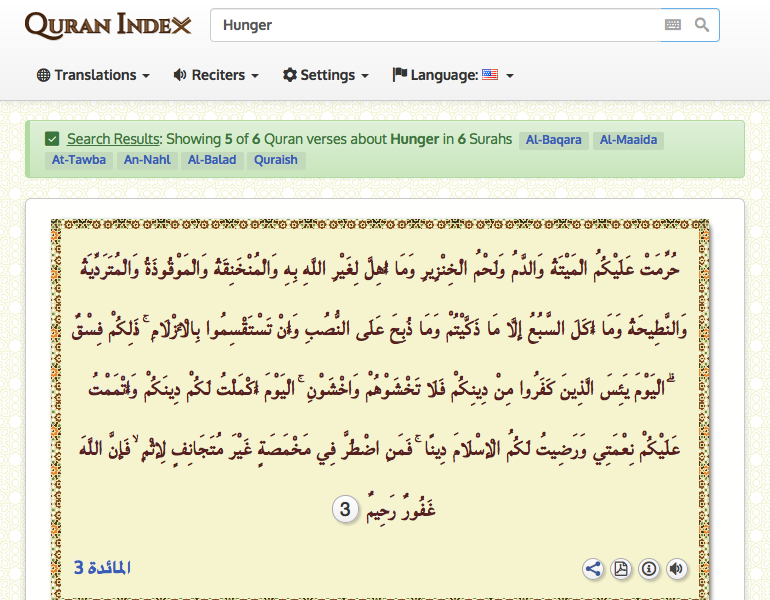 QURAN INDEX
Hunger
Translations
Reciters
Settings
Language:
Search Results: Showing 5 of 6 Quran verses about Hunger in 6 Surahs Al-Baqara Al-Maaida
At-Tawba An-Nahl Al-Balad Quraish
حُرِّمَتْ عَلَيْكُمُ الْمَيْتَةُ وَالدَّمُ وَلَحْمُ الْخِنْزِيرِ وَمَا أُهِلَّ لِغَيْرِ اللَّهِ بِهِ وَالْمُنْخَنِقَةُ وَالْمَوْقُوذَةُ وَالْمُتَرَدِّيَةُ
وَالنَّطِيحَةُ وَمَا أَكَلَ السَّبُعُ إِلَّا مَا ذَكَّيْتُمْ وَمَا ذُبِحَ عَلَى النُّصُبِ وَأَنْ تَسْتَقْسِمُوا بِالْأَزْلَامِ ۚ ذَٰلِكُمْ فِسْقٌ
ۗ الْيَوْمَ يَئِسَ الَّذِينَ كَفَرُوا مِنْ دِينِكُمْ فَلَا تَخْشَوْهُمْ وَاخْشَوْنِ ۚ الْيَوْمَ أَكْمَلْتُ لَكُمْ دِينَكُمْ وَأَتْمَمْتُ
عَلَيْكُمْ نِعْمَتِي وَرَضِيتُ لَكُمُ الْإِسْلَامَ دِينًا ۚ فَمَنِ اضْطُرَّ فِي مَخْمَصَةٍ غَيْرَ مُتَجَانِفٍ لِإِثْمٍ ۙ فَإِنَّ اللَّهَ
غَفُورٌ رَحِيمٌ 3
المائدة 3